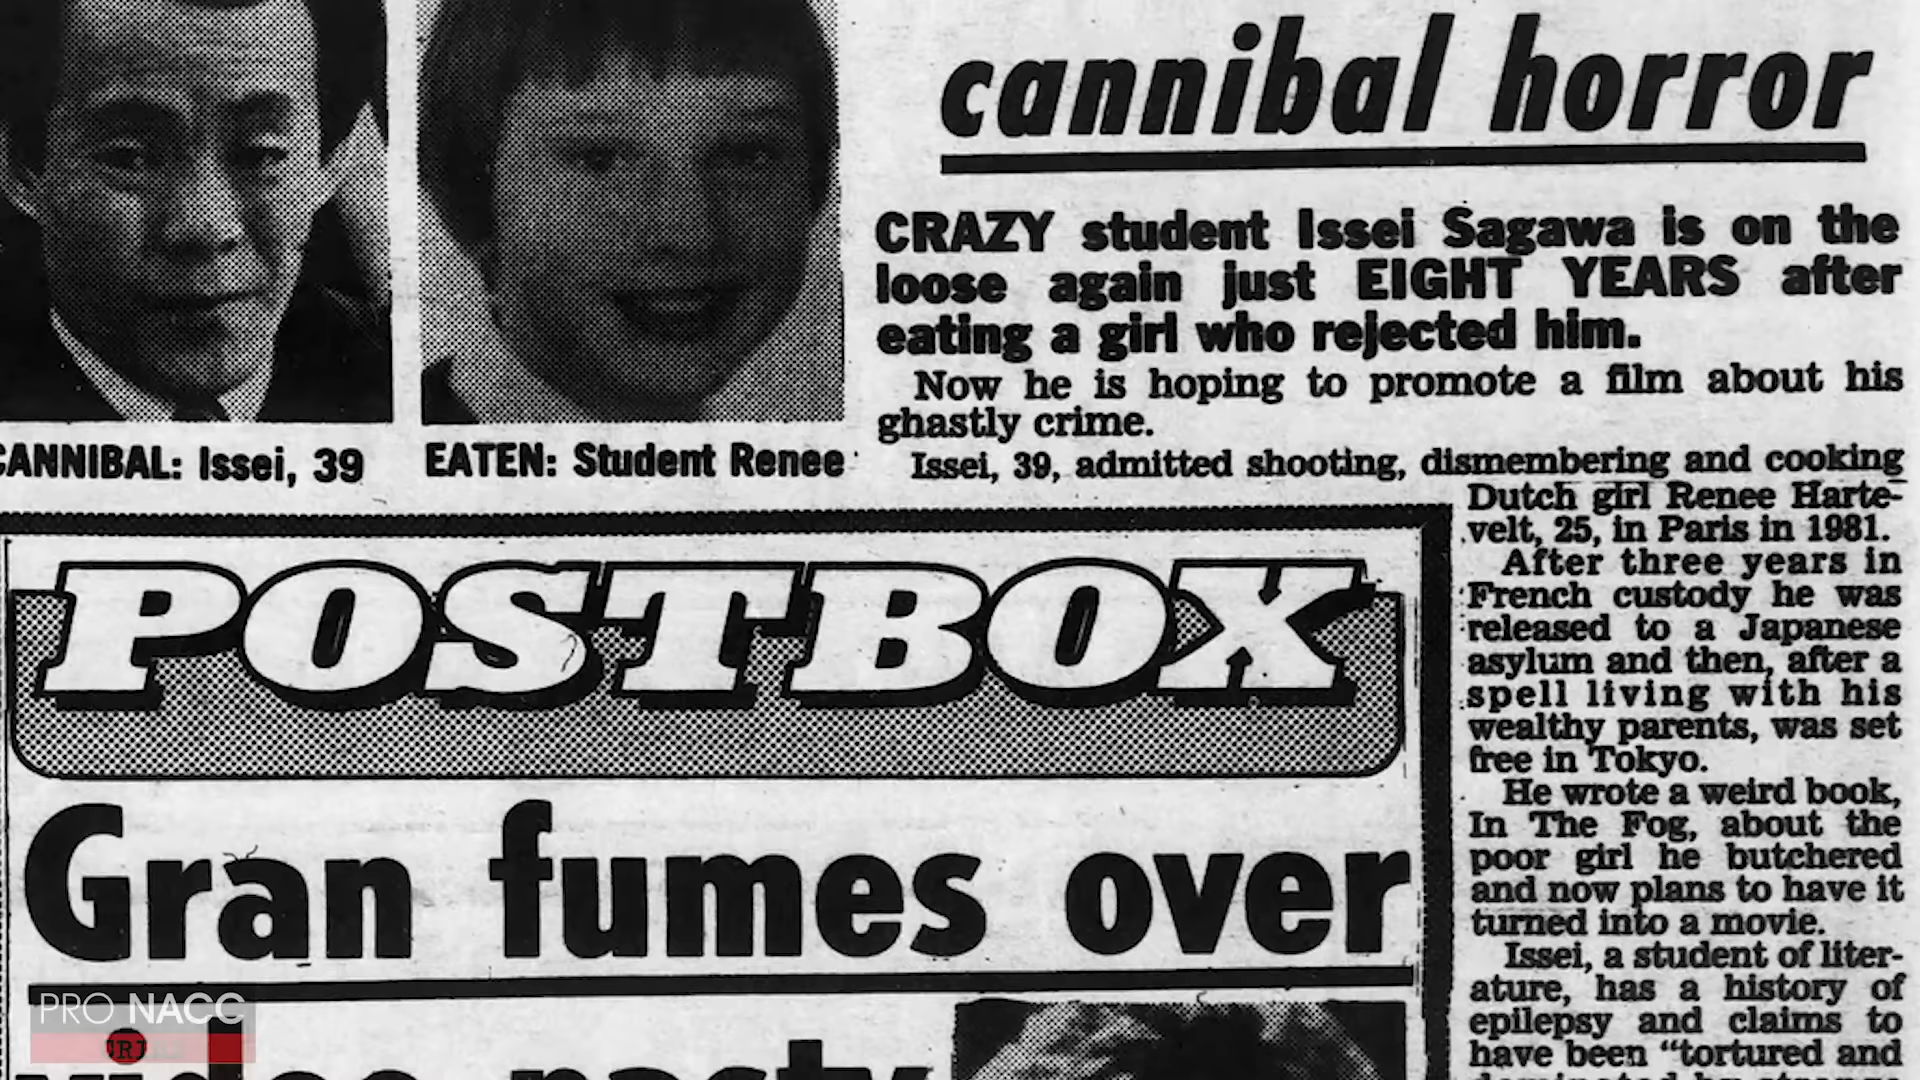 cannibal horror
CRAZY student Issei Sagawa is on the
loose again just EIGHT YEARS after
eating a girl who rejected him.
Now he is hoping to promote a film about his
ghastly crime.
Issei, 39, admitted shooting, dismembering and cooking
Dutch girl Renee Harte-
velt, 25, in Paris in 1981.
After three years in
French custody he was
released to a Japanese
asylum and then, after a
spell living with his
wealthy parents, was set
free in Tokyo.
He wrote a weird book,
In The Fog, about the
poor girl he butchered
and now plans to have it
turned into a movie.
Issei, a student of liter-
ature, has a history of
epilepsy and claims to
have been "tortured and
CANNIBAL: Issei, 39
EATEN: Student Renee
POSTBOX
Gran fumes over
video nasty
PRO NACC